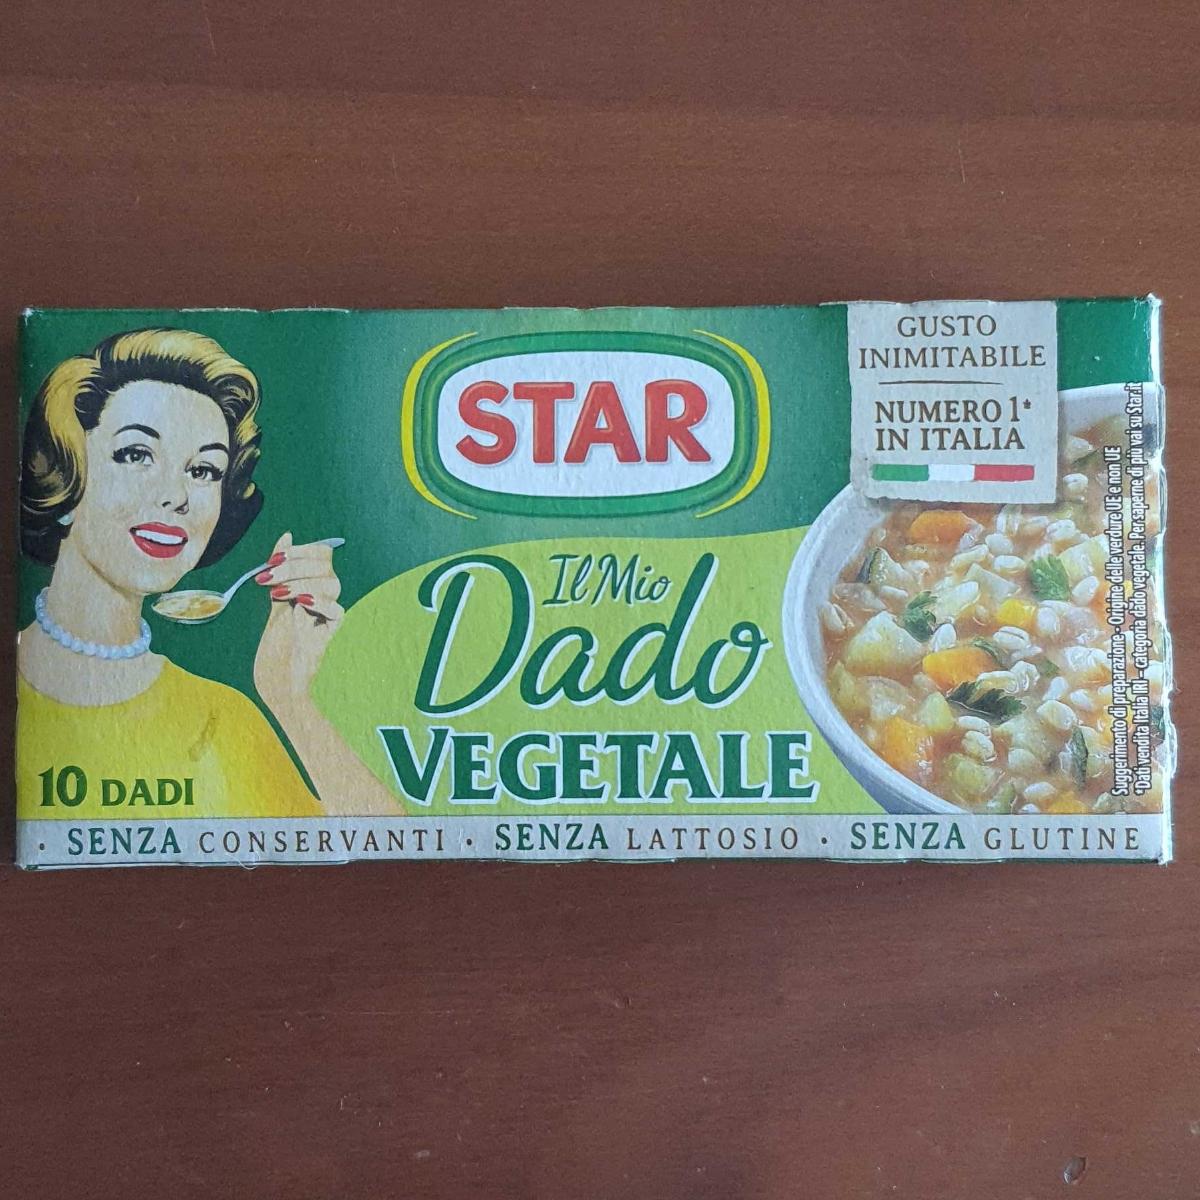 STAR
GUSTO
INIMITABILE
NUMERO 1*
IN ITALIA
Il Mio
Dado
VEGETALE
10 DADI
Suggerimento di preparazione - Origine delle verdure UE e non UE
*Dati vendita Italia IRI - categoria dado vegetale. Per saperne di più vai su Star.it
· SENZA CONSERVANTI · SENZA LATTOSIO · SENZA GLUTINE